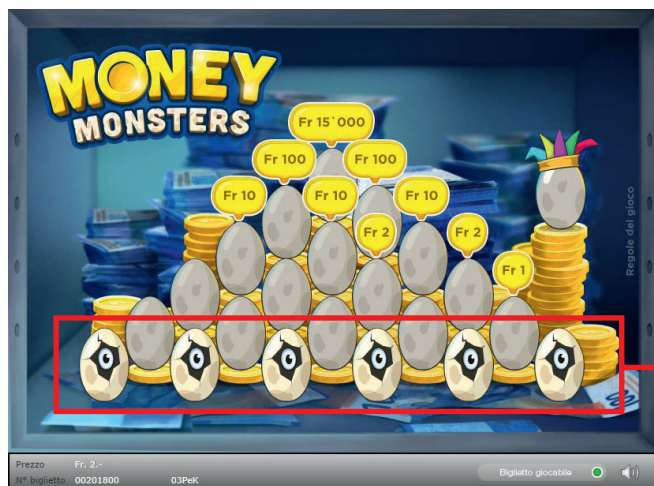 MONEY
MONSTERS
Fr 15`000
Fr 100
Fr 100
Fr 10
Fr 10
Fr 10
Fr 2
Fr 2
Fr 1
Regole del gioco
Prezzo Fr. 2.-
N° biglietto 00201800 03PeK
Biglietto giocabile